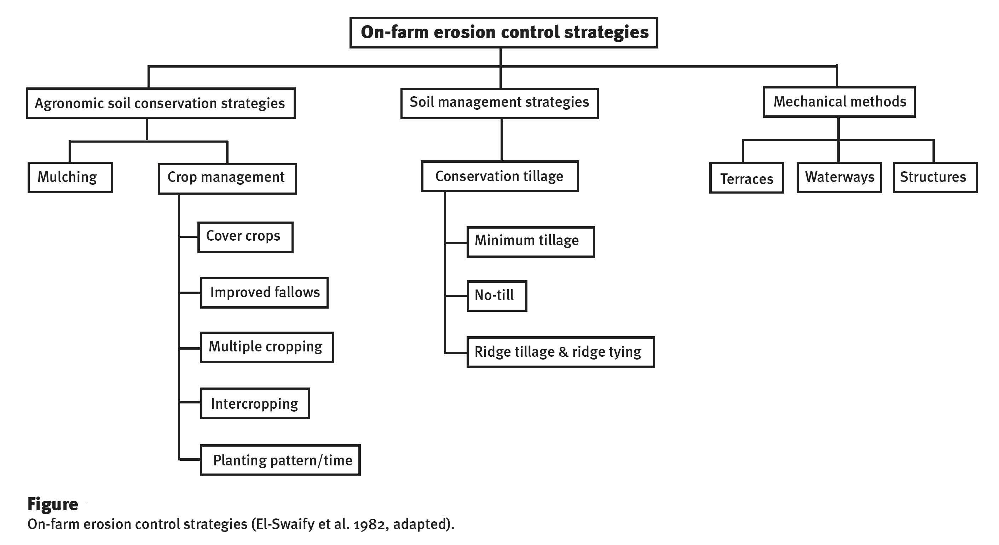 On-farm erosion control strategies
Agronomic soil conservation strategies
Soil management strategies
Mechanical methods
Mulching
Crop management
Conservation tillage
Terraces
Waterways
Structures
Cover crops
Improved fallows
Multiple cropping
Intercropping
Planting pattern/time
Minimum tillage
No-till
Ridge tillage & ridge tying
Figure
On-farm erosion control strategies (El-Swaify et al. 1982, adapted).